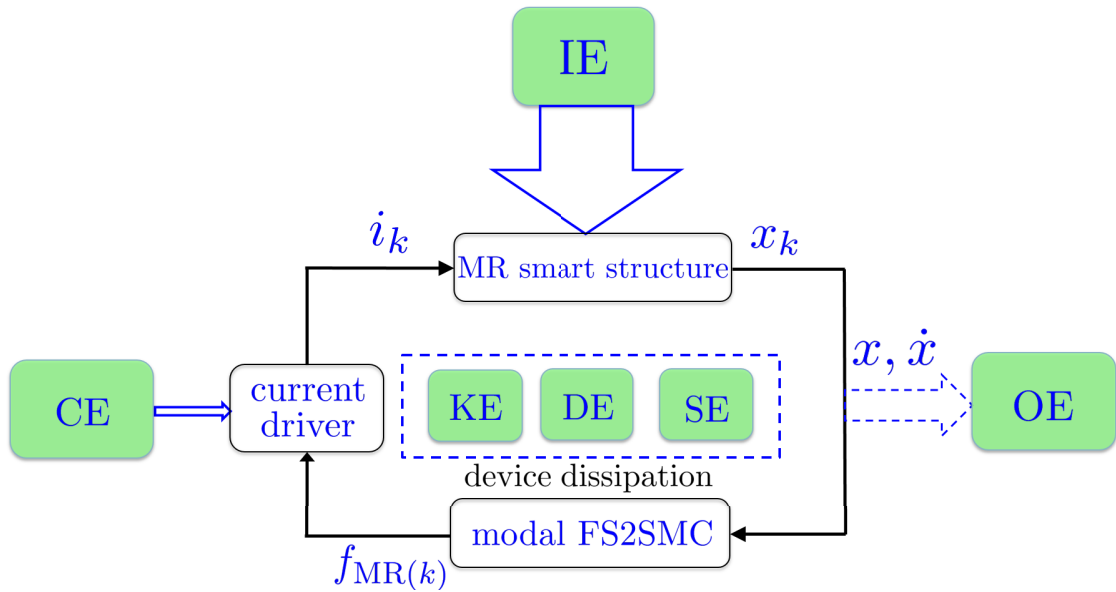 IE
i_k
x_k
MR smart structure
x, ẋ
CE
current
driver
KE
DE
SE
OE
device dissipation
modal FS2SMC
f_MR(k)